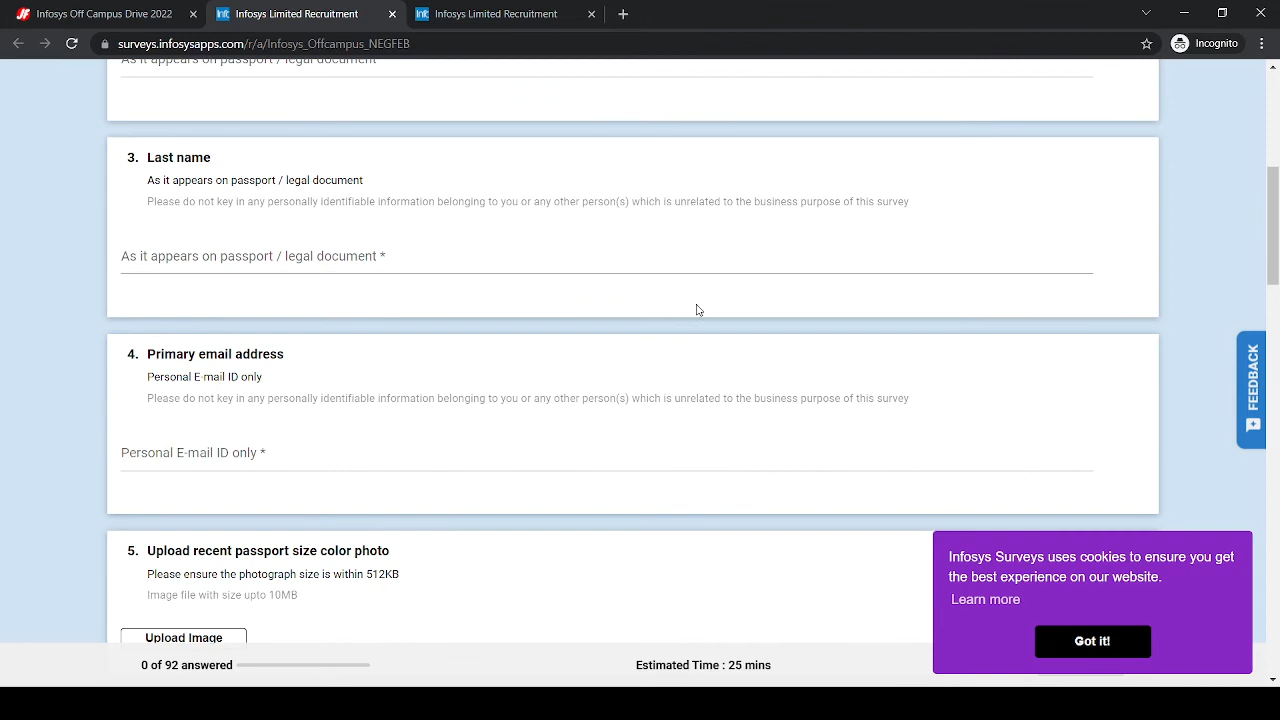 Infosys Off Campus Drive 2022
Infosys Limited Recruitment
Infosys Limited Recruitment
surveys.infosysapps.com/r/a/Infosys_Offcampus_NEGFEB
Incognito
As it appears on passport / legal document
3. Last name
As it appears on passport / legal document
Please do not key in any personally identifiable information belonging to you or any other person(s) which is unrelated to the business purpose of this survey
As it appears on passport / legal document *
4. Primary email address
Personal E-mail ID only
Please do not key in any personally identifiable information belonging to you or any other person(s) which is unrelated to the business purpose of this survey
Personal E-mail ID only *
FEEDBACK
5. Upload recent passport size color photo
Please ensure the photograph size is within 512KB
Image file with size upto 10MB
Upload Image
Infosys Surveys uses cookies to ensure you get
the best experience on our website.
Learn more
Got it!
0 of 92 answered
Estimated Time : 25 mins